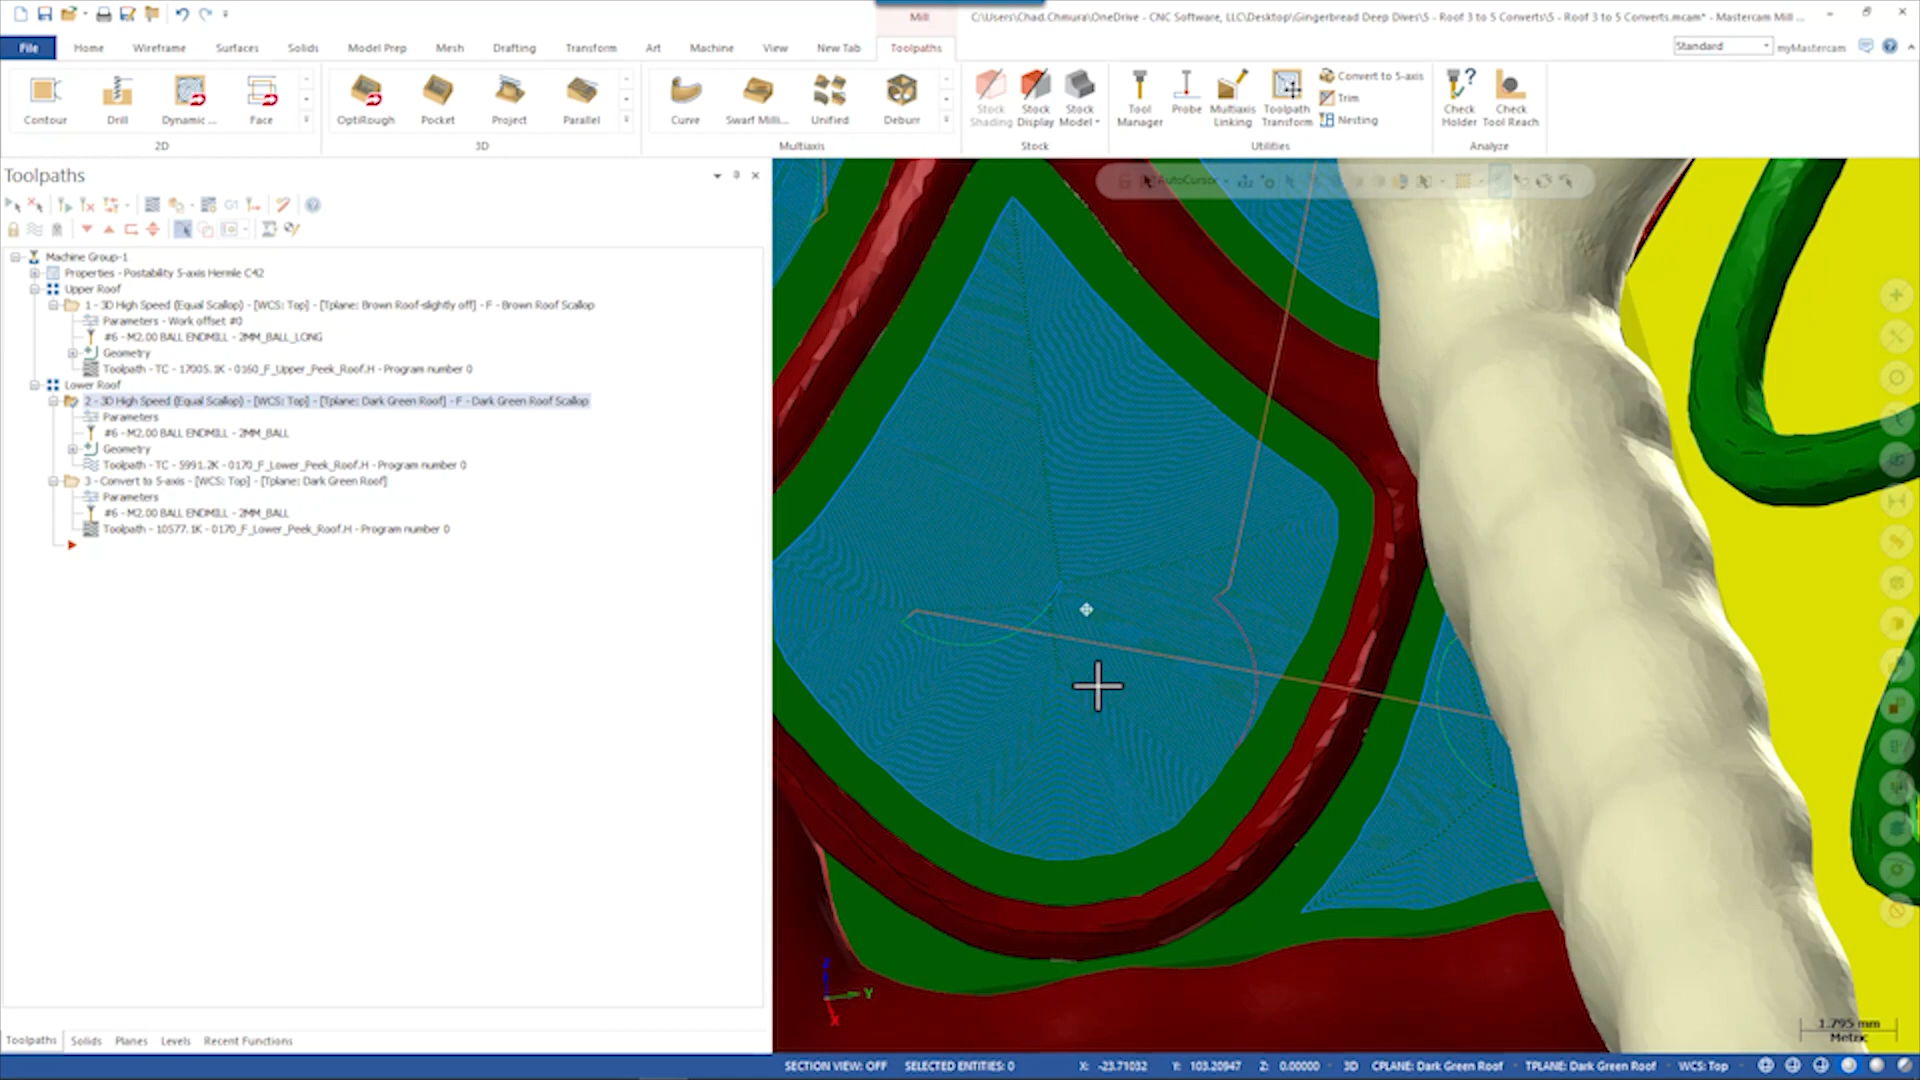 Mill
C:\Users\Chad.Chmura\OneDrive - CNC Software, LLC\Desktop\Gingerbread Deep Dives\5 - Roof 3 to 5 Converts\5 - Roof 3 to 5 Converts.mcam* - Mastercam Mill ...
File Home Wireframe Surfaces Solids Model Prep Mesh Drafting Transform Art Machine View New Tab Toolpaths
Standard myMastercam
Contour Drill Dynamic ... Face OptiRough Pocket Project Parallel Curve Swarf Milli... Unified Deburr
Stock Shading Stock Display Stock Model Tool Manager Probe Multiaxis Linking Toolpath Transform
Convert to 5-axis
Trim
Nesting
Check Holder Check Tool Reach
2D 3D Multiaxis Stock Utilities Analyze
Toolpaths
AutoCursor
G1
Machine Group-1
Properties - Postability 5-axis Hermle C42
Upper Roof
1 - 3D High Speed (Equal Scallop) - [WCS: Top] - [Tplane: Brown Roof-slightly off] - F - Brown Roof Scallop
Parameters - Work offset #0
#6 - M2.00 BALL ENDMILL - 2MM_BALL_LONG
Geometry
Toolpath - TC - 17005.1K - 0160_F_Upper_Peek_Roof.H - Program number 0
Lower Roof
2 - 3D High Speed (Equal Scallop) - [WCS: Top] - [Tplane: Dark Green Roof] - F - Dark Green Roof Scallop
Parameters
#6 - M2.00 BALL ENDMILL - 2MM_BALL
Geometry
Toolpath - TC - 5991.2K - 0170_F_Lower_Peek_Roof.H - Program number 0
3 - Convert to 5-axis - [WCS: Top] - [Tplane: Dark Green Roof]
Parameters
#6 - M2.00 BALL ENDMILL - 2MM_BALL
Toolpath - 10577.1K - 0170_F_Lower_Peek_Roof.H - Program number 0
Z
Y
X
1.795 mm
Metric
Toolpaths Solids Planes Levels Recent Functions
SECTION VIEW: OFF SELECTED ENTITIES: 0 X: -23.71032 Y: 103.20947 Z: 0.00000 3D CPLANE: Dark Green Roof TPLANE: Dark Green Roof WCS: Top